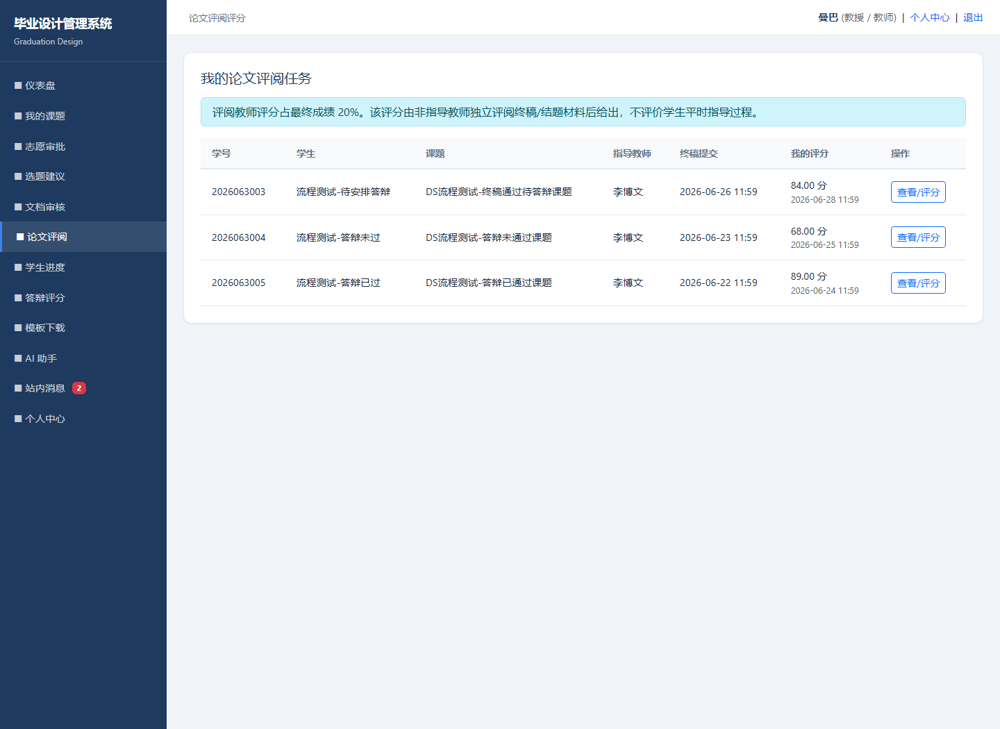 毕业设计管理系统
Graduation Design
论文评阅评分
曼巴 (教授 / 教师) | 个人中心 | 退出
仪表盘
我的课题
志愿审批
选题建议
文档审核
论文评阅
学生进度
答辩评分
模板下载
AI 助手
站内消息 2
个人中心
我的论文评阅任务
评阅教师评分占最终成绩 20%。该评分由非指导教师独立评阅终稿/结题材料后给出，不评价学生平时指导过程。
学号 学生 课题 指导教师 终稿提交 我的评分 操作
2026063003 流程测试-待安排答辩 DS流程测试-终稿通过待答辩课题 李博文 2026-06-26 11:59 84.00 分 查看/评分
2026-06-28 11:59
2026063004 流程测试-答辩未过 DS流程测试-答辩未通过课题 李博文 2026-06-23 11:59 68.00 分 查看/评分
2026-06-25 11:59
2026063005 流程测试-答辩已过 DS流程测试-答辩已通过课题 李博文 2026-06-22 11:59 89.00 分 查看/评分
2026-06-24 11:59